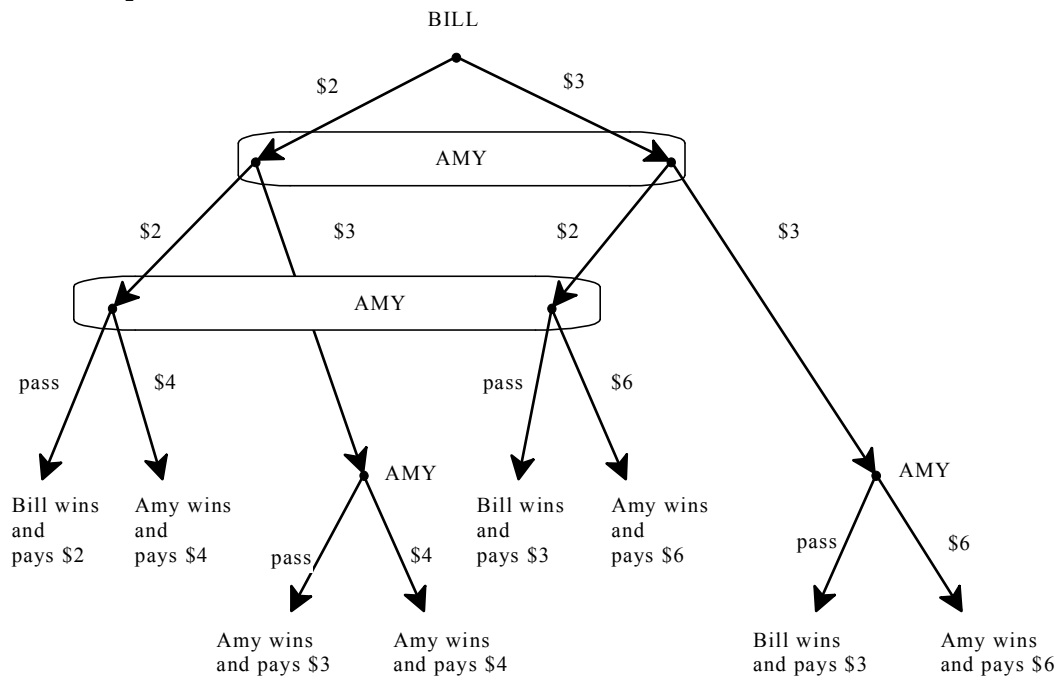 BILL
$2
$3
AMY
$2
$3
$2
$3
AMY
pass
$4
pass
$6
AMY
AMY
Bill wins
and
pays $2
Amy wins
and
pays $4
Bill wins
and
pays $3
Amy wins
and
pays $6
pass
$4
pass
$6
Amy wins
and pays $3
Amy wins
and pays $4
Bill wins
and pays $3
Amy wins
and pays $6